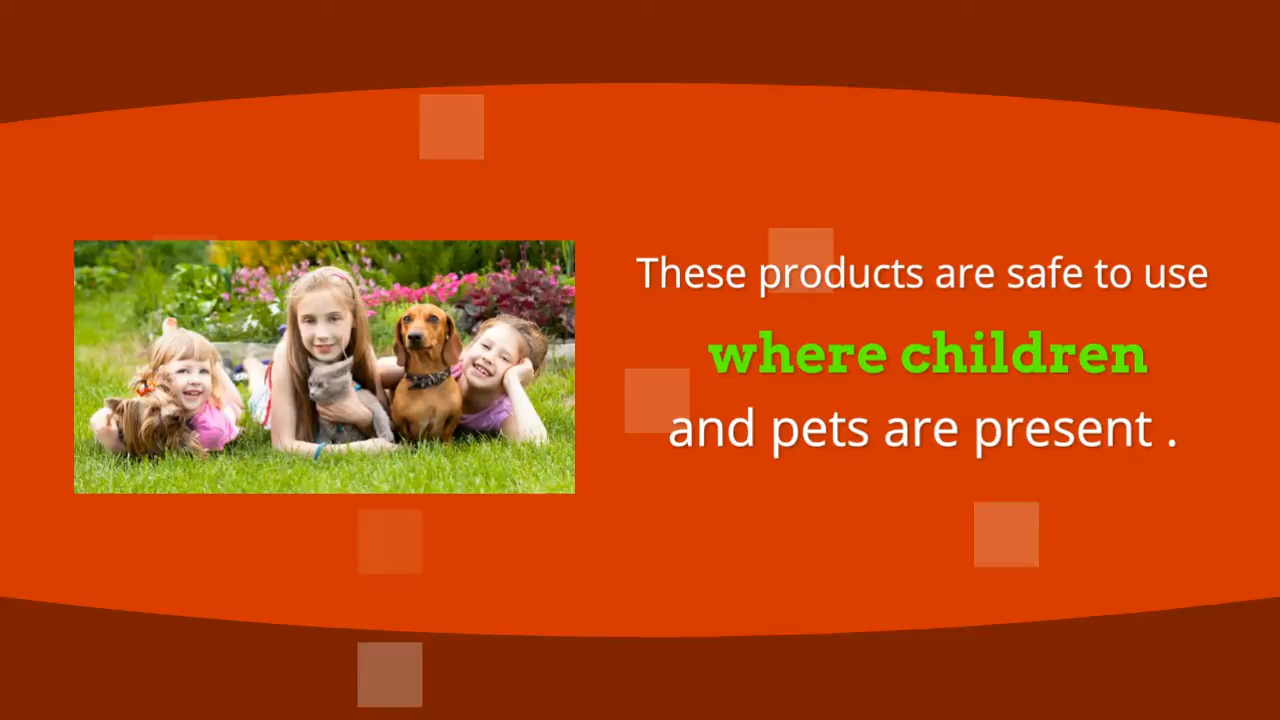 These products are safe to use
where children
and pets are present .